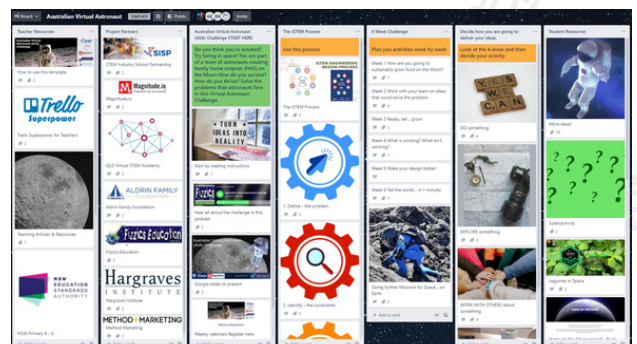 Board
Australian Virtual Astronaut
TEMPLATE
Public
Invite
Teacher Resources
How to use this template
Trello
Superpower
Trello Superpower for Teachers
Teaching Articles & Resources
NSW
EDUCATION
STANDARDS
AUTHORITY
NSW Primary K - 6
Project Partners
SISP
STEM Industry School Partnership
Magnitude.io
Magnitude.io
QLD Virtual STEM Academy
ALDRIN FAMILY
FOUNDATION
Aldrin Family Foundation
Fizzics Education
Fizzics Education
Hargraves
INSTITUTE
Hargraves Institute
METHOD+MARKETING
Method Marketing
Australian Virtual Astronaut
(AVA) Challenge START HERE
Do you think you're isolated?
Try being in space! You are part
of a team of astronauts creating
family home outpost (FHO) on
the Moon How do you survive?
How do you thrive? Solve the
problems that astronauts face
in this Virtual Astronaut
Challenge.
TURN
IDEAS INTO
REALITY
Start by reading instructions
Fizzics
Hear all about the challenge in this
podcast
Google slides to present
Weekly webinars Register here
The iSTEM Process
Use this process
iSTEM ENGINEERING
DESIGN PROCESS
The iSTEM Process
1. Define - the problem
2. Identify - the constraints
6 Week Challenge
Plan you activities week by week
Week 1 How are you going to
sustainably grow food on the Moon?
Week 2 Work with your team on ideas
that could solve the problem.
Week 3 Ready, set... grow!
Week 4 What is working? What isn't
working?
Week 5 Make your design better!
Week 6 Tell the world... in 1 minute!
Going further Missions for Space... on
Earth
+ Add a card
Decide how you are going to
deliver your ideas.
Look at the 4 areas and then
decide your activity.
YES
WE
CAN
DO something
EXPLORE something
WORK WITH OTHERS about
something
Student Resources
More ideas!
Science trivia
Legumes in Space